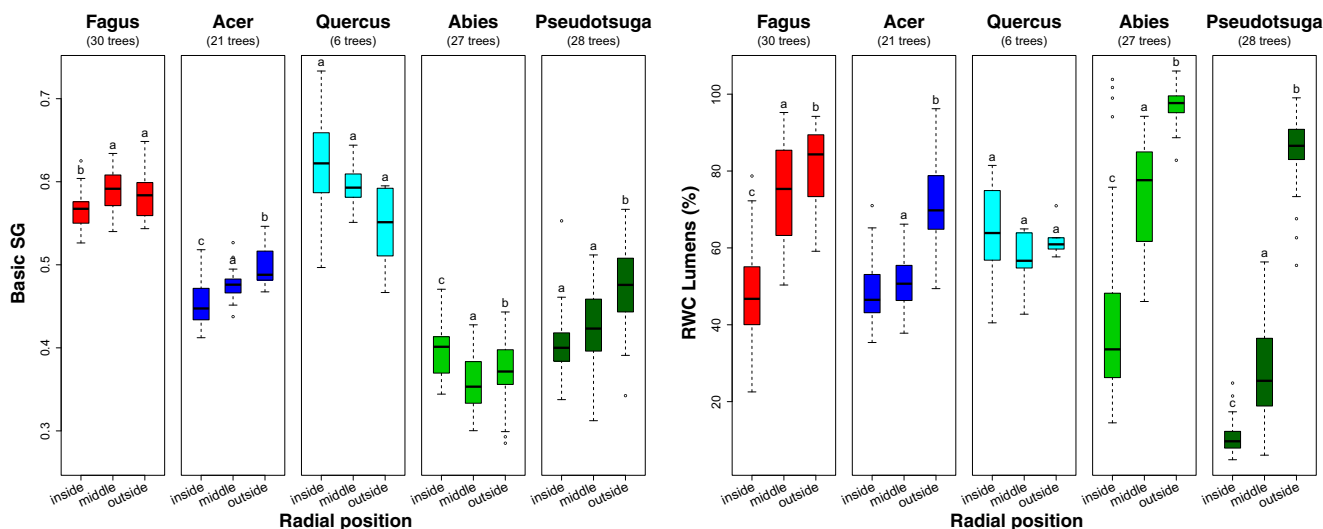 Fagus Acer Quercus Abies Pseudotsuga
(30 trees) (21 trees) (6 trees) (27 trees) (28 trees)
Basic SG
0.7
0.6
0.5
0.4
0.3
b a a
c a b
a a a
c a b
a a b
inside middle outside inside middle outside inside middle outside inside middle outside inside middle outside
Radial position
Fagus Acer Quercus Abies Pseudotsuga
(30 trees) (21 trees) (6 trees) (27 trees) (28 trees)
RWC Lumens (%)
100
80
60
40
20
c a b
a a b
a a a
c a b
c a b
inside middle outside inside middle outside inside middle outside inside middle outside inside middle outside
Radial position